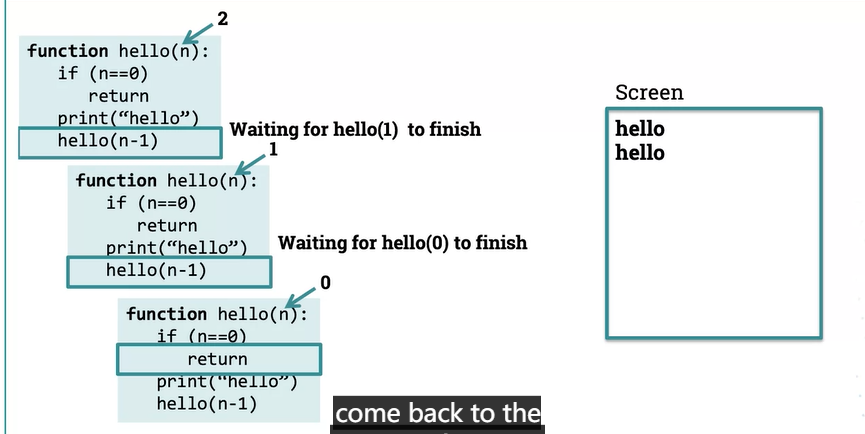 2
function hello(n):
if (n==0)
return
print(“hello”)
hello(n-1)
Waiting for hello(1) to finish
1
function hello(n):
if (n==0)
return
print(“hello”)
hello(n-1)
Waiting for hello(0) to finish
0
function hello(n):
if (n==0)
return
print(“hello”)
hello(n-1)
Screen
hello
hello
come back to the